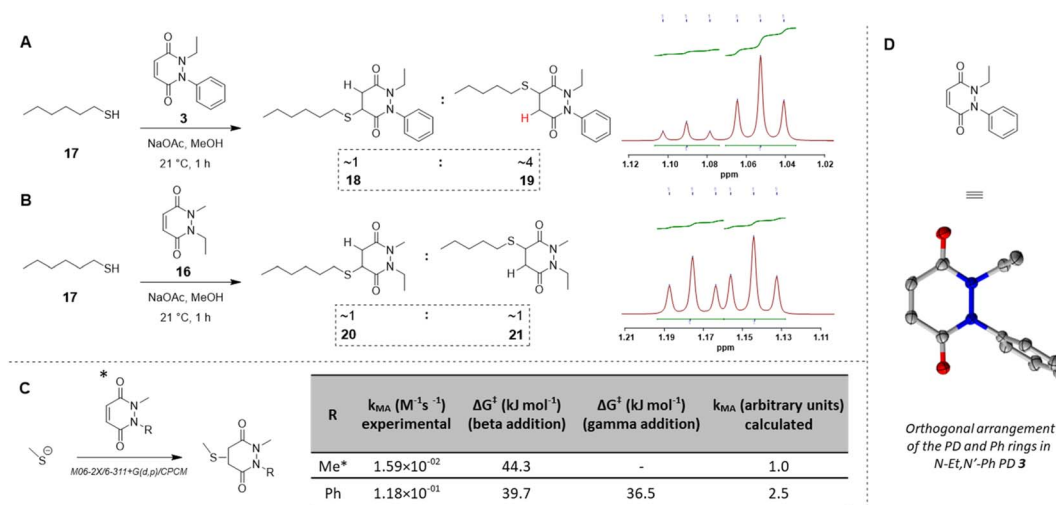 A
3
SH
17
NaOAc, MeOH
21 °C, 1 h
O
N
N
O
H
O
S
N
N
O
:
S
O
N
H
N
O
~1 : ~4
18 19
1.12 1.10 1.08 1.06 1.04 1.02
ppm
B
O
N
N
O
16
SH
17
NaOAc, MeOH
21 °C, 1 h
H
O
S
N
N
O
:
S
O
N
H
N
O
~1 : ~1
20 21
1.21 1.19 1.17 1.15 1.13 1.11
ppm
C
*
O
N
N
R
O
S
⊖
M06-2X/6-311+G(d,p)/CPCM
S
O
N
N
R
O
R kMA (M-1s -1) experimental ΔG‡ (kJ mol-1) (beta addition) ΔG‡ (kJ mol-1) (gamma addition) kMA (arbitrary units) calculated
Me* 1.59×10-02 44.3 - 1.0
Ph 1.18×10-01 39.7 36.5 2.5
D
O
N
N
O
Orthogonal arrangement
of the PD and Ph rings in
N-Et,N'-Ph PD 3